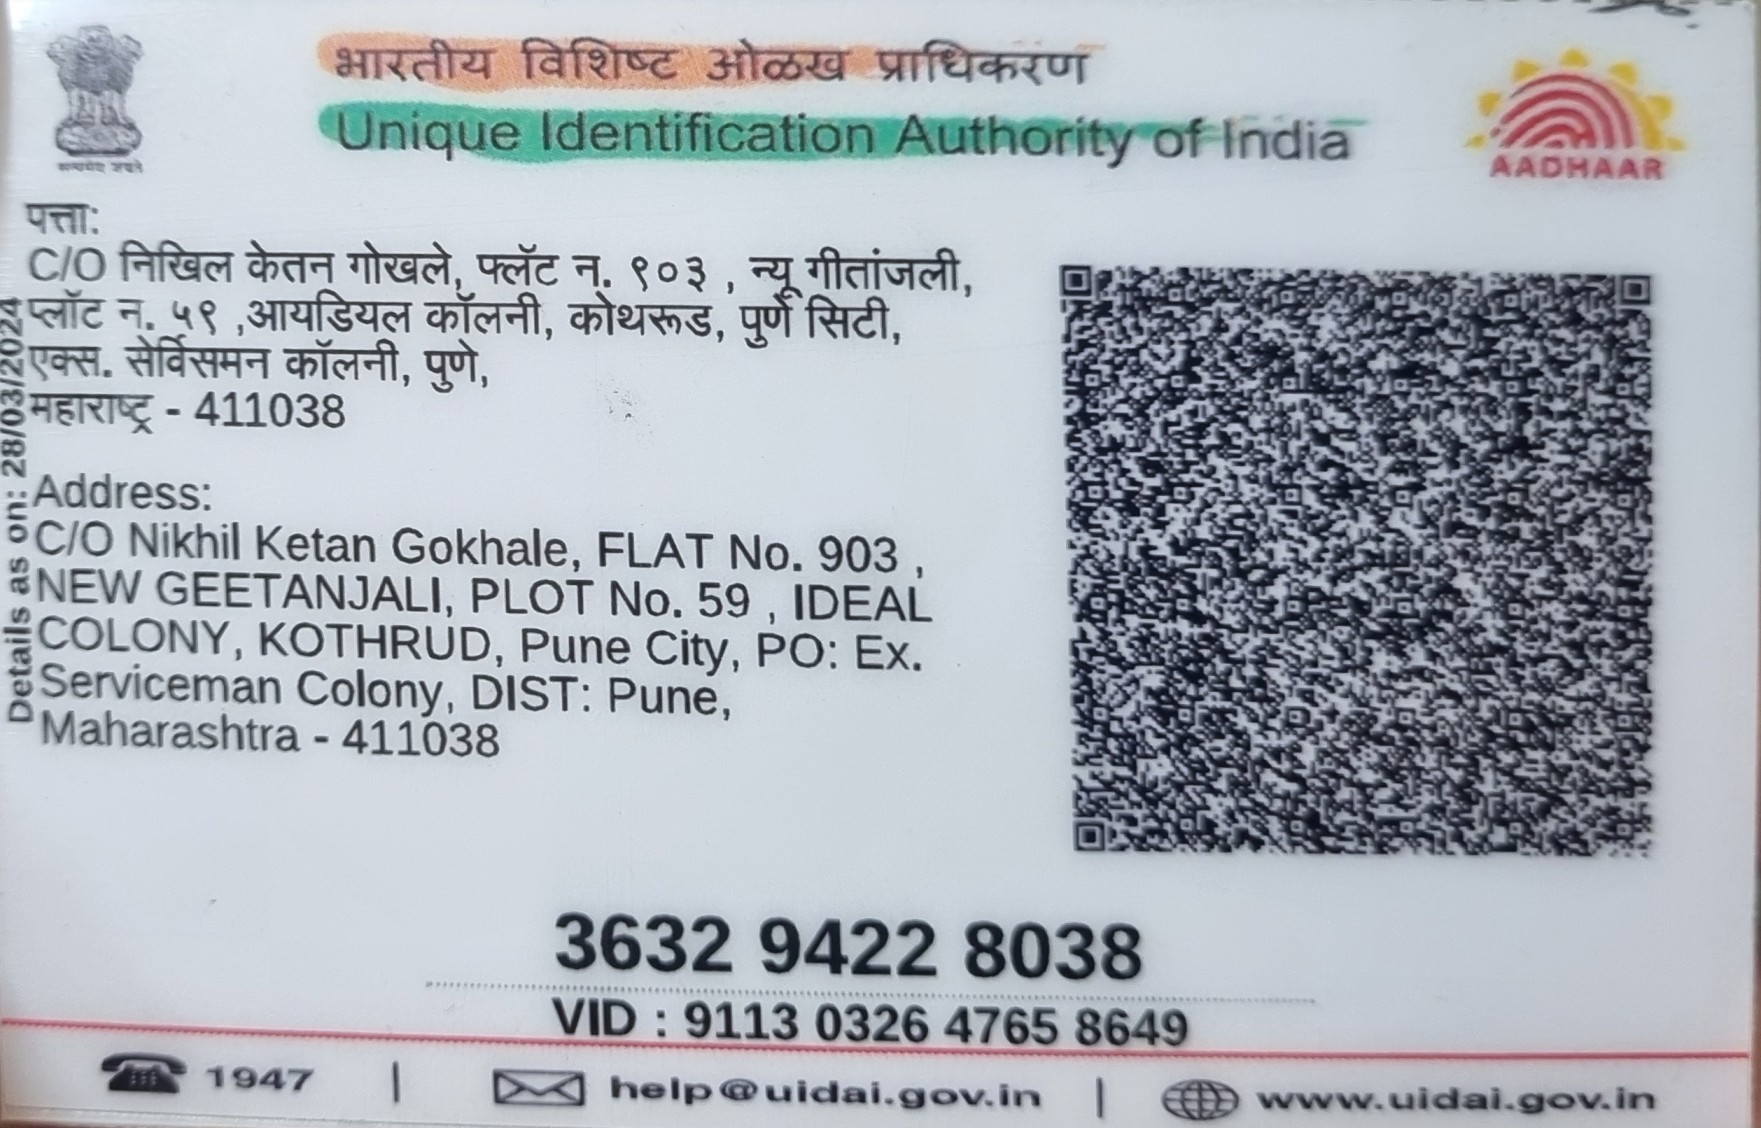 भारतीय विशिष्ट ओळख प्राधिकरण
Unique Identification Authority of India
AADHAAR
सत्यमेव जयते
पत्ता:
C/O निखिल केतन गोखले, फ्लॅट न. ९०३ , न्यू गीतांजली,
प्लॉट न. ५९ ,आयडियल कॉलनी, कोथरूड, पुणे सिटी,
एक्स. सेर्विसमन कॉलनी, पुणे,
महाराष्ट्र - 411038
Address:
C/O Nikhil Ketan Gokhale, FLAT No. 903 ,
NEW GEETANJALI, PLOT No. 59 , IDEAL
COLONY, KOTHRUD, Pune City, PO: Ex.
Serviceman Colony, DIST: Pune,
Maharashtra - 411038
Details as on: 28/03/2024
3632 9422 8038
VID : 9113 0326 4765 8649
1947 | help@uidai.gov.in | www.uidai.gov.in